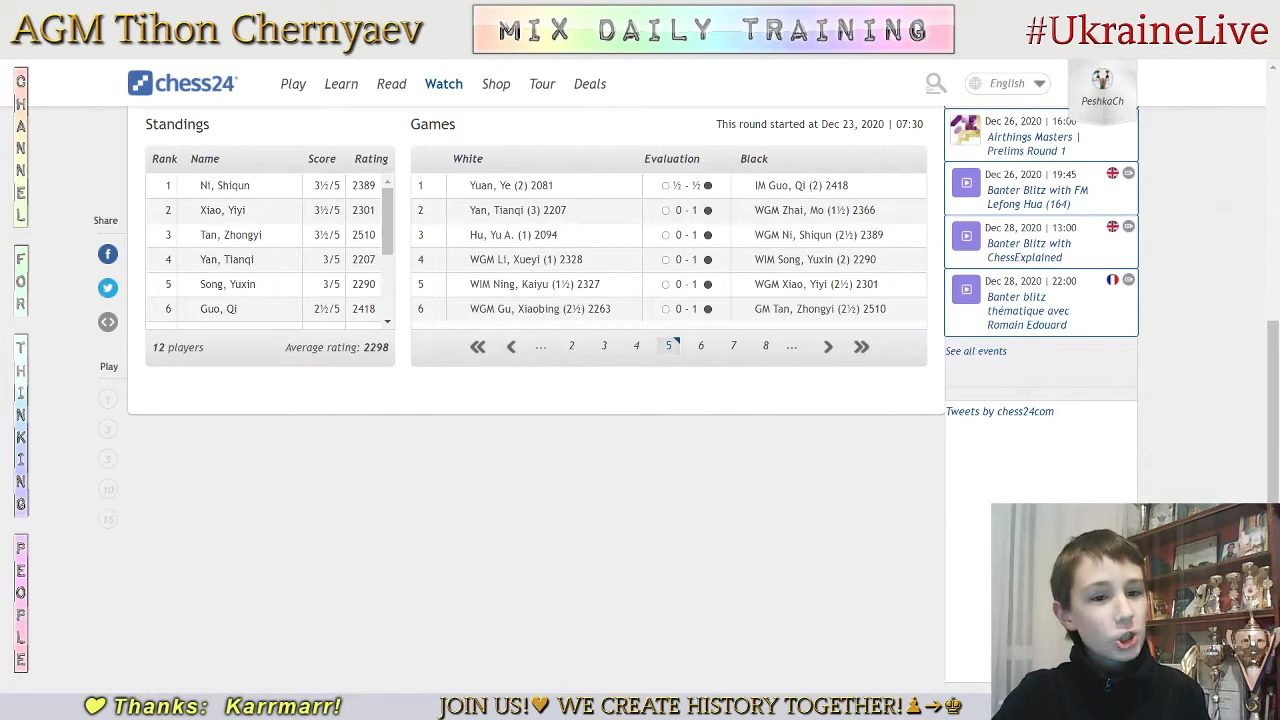 AGM Tihon Chernyaev
MIX DAILY TRAINING
#UkraineLive
CHANNEL
FOR
THINKING
PEOPLE
chess24
Play
Learn
Read
Watch
Shop
Tour
Deals
English
PeshkaCh
Share
Play
1
3
5
10
15
Standings
Rank Name Score Rating
1 Ni, Shiqun 3½/5 2389
2 Xiao, Yiyi 3½/5 2301
3 Tan, Zhongyi 3½/5 2510
4 Yan, Tianqi 3/5 2207
5 Song, Yuxin 3/5 2290
6 Guo, Qi 2½/5 2418
12 players Average rating: 2298
Games This round started at Dec 23, 2020 | 07:30
White Evaluation Black
1 Yuan, Ye (2) 2081 ½ - ½ IM Guo, Qi (2) 2418
2 Yan, Tianqi (3) 2207 0 - 1 WGM Zhai, Mo (1½) 2366
3 Hu, Yu A. (1) 2094 0 - 1 WGM Ni, Shiqun (2½) 2389
4 WGM Li, Xueyi (1) 2328 0 - 1 WIM Song, Yuxin (2) 2290
5 WIM Ning, Kaiyu (1½) 2327 0 - 1 WGM Xiao, Yiyi (2½) 2301
6 WGM Gu, Xiaobing (2½) 2263 0 - 1 GM Tan, Zhongyi (2½) 2510
... 2 3 4 5 6 7 8 ...
Dec 26, 2020 | 16:00
Airthings Masters |
Prelims Round 1
Dec 26, 2020 | 19:45
Banter Blitz with FM
Lefong Hua (164)
Dec 28, 2020 | 13:00
Banter Blitz with
ChessExplained
Dec 28, 2020 | 22:00
Banter blitz
thématique avec
Romain Edouard
See all events
Tweets by chess24com
Thanks: Karrmarr!
JOIN US! WE CREATE HISTORY TOGETHER!